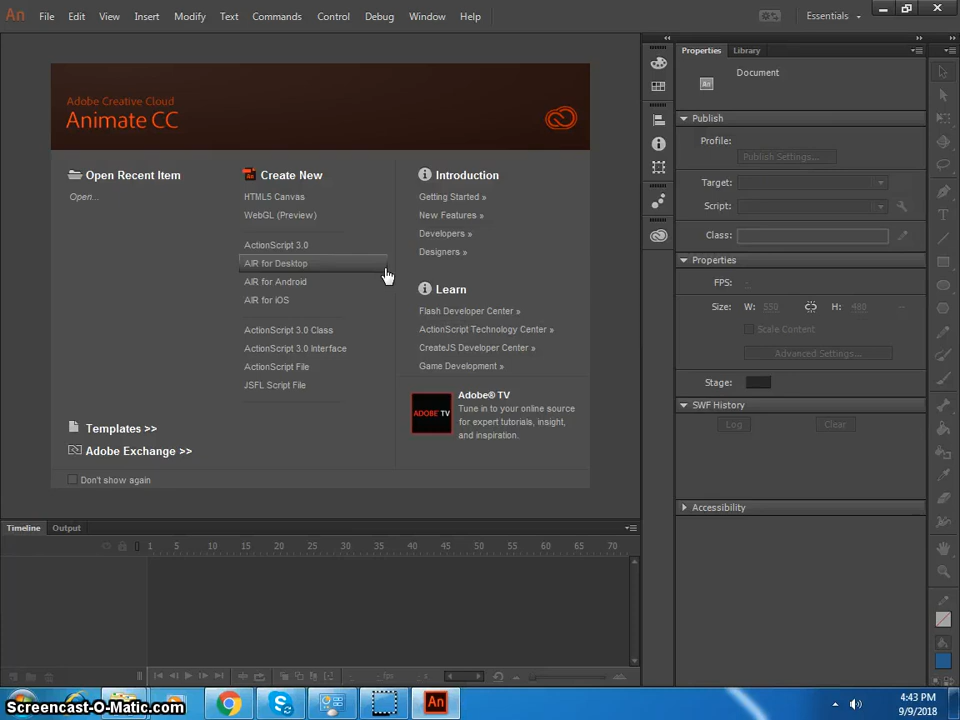 An File Edit View Insert Modify Text Commands Control Debug Window Help Essentials
Properties Library
An Document
Publish
Profile: Publish Settings...
Target:
Script:
Class:
Properties
FPS: -
Size: W: 550 H: 400
Scale Content
Advanced Settings...
Stage:
SWF History
Log Clear
Accessibility
Adobe Creative Cloud
Animate CC
Open Recent Item
Open...
Templates >>
Adobe Exchange >>
Don't show again
Create New
HTML5 Canvas
WebGL (Preview)
ActionScript 3.0
AIR for Desktop
AIR for Android
AIR for iOS
ActionScript 3.0 Class
ActionScript 3.0 Interface
ActionScript File
JSFL Script File
Introduction
Getting Started »
New Features »
Developers »
Designers »
Learn
Flash Developer Center »
ActionScript Technology Center »
CreateJS Developer Center »
Game Development »
ADOBE TV
Adobe® TV
Tune in to your online source
for expert tutorials, insight,
and inspiration.
Timeline Output
1 5 10 15 20 25 30 35 40 45 50 55 60 65 70
fps
An
Screencast-O-Matic.com
4:43 PM
9/9/2018